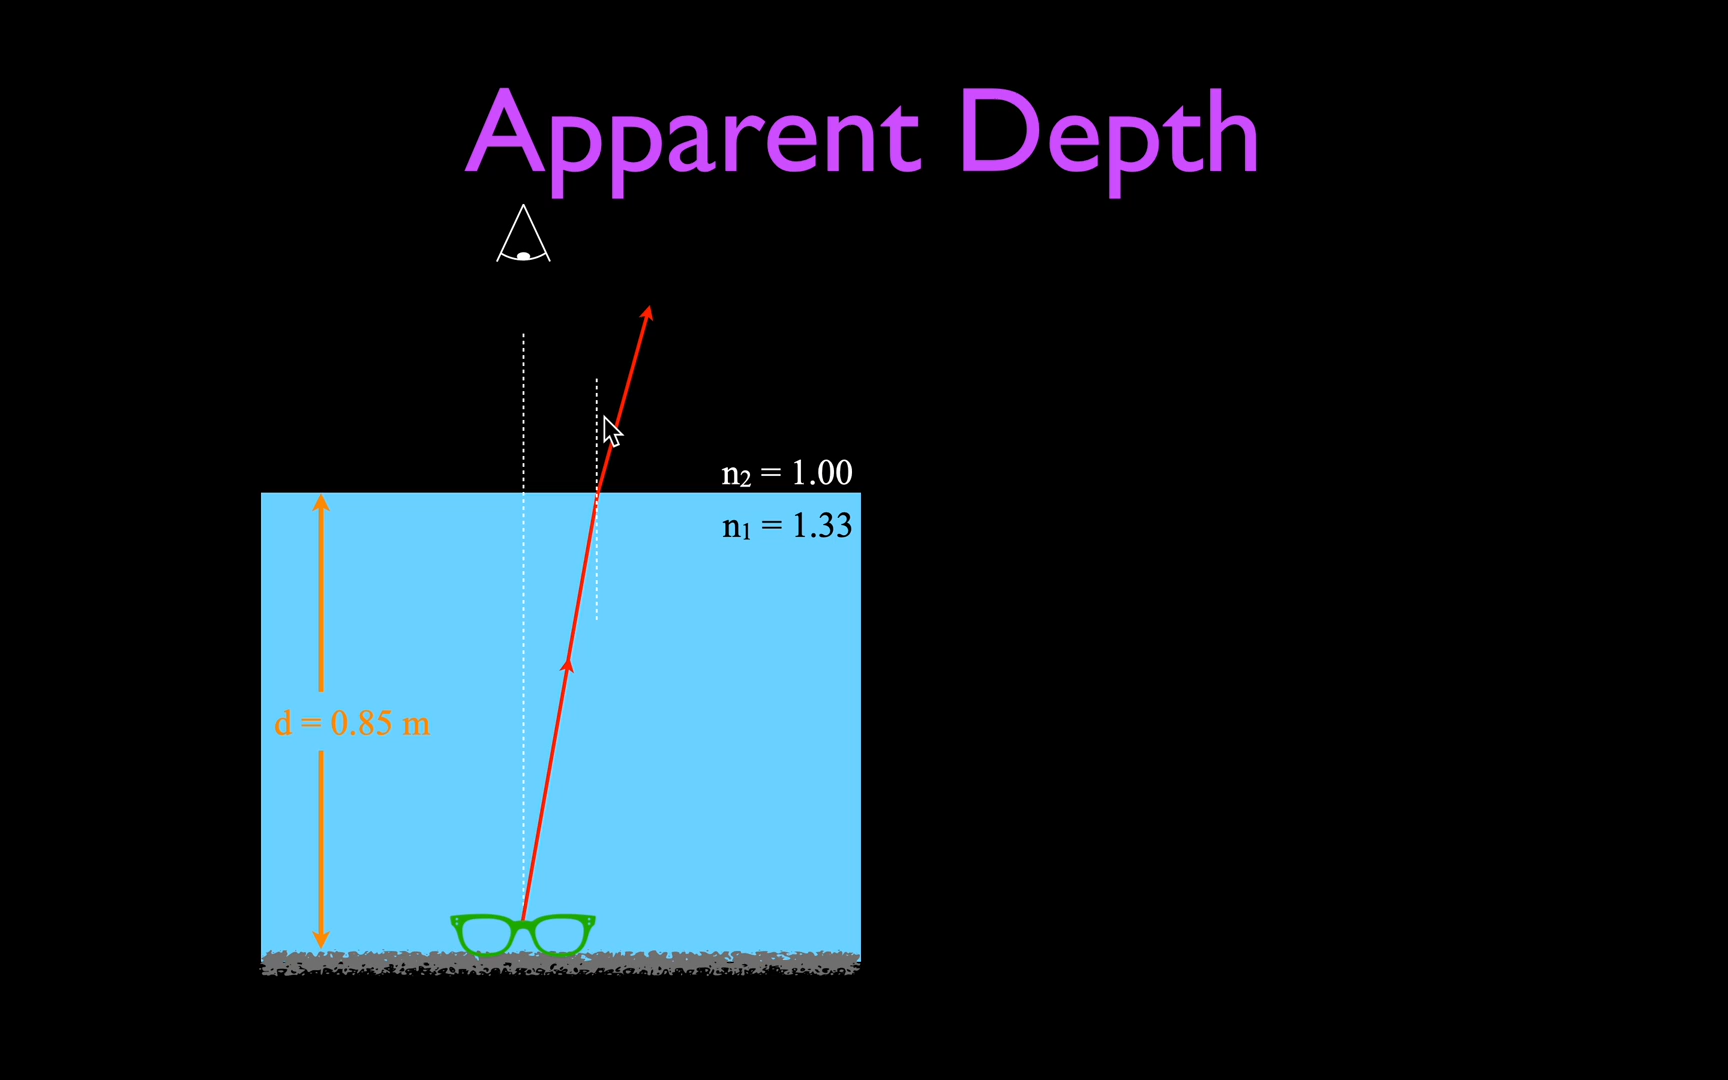 Apparent Depth
n₂ = 1.00
n₁ = 1.33
d = 0.85 m